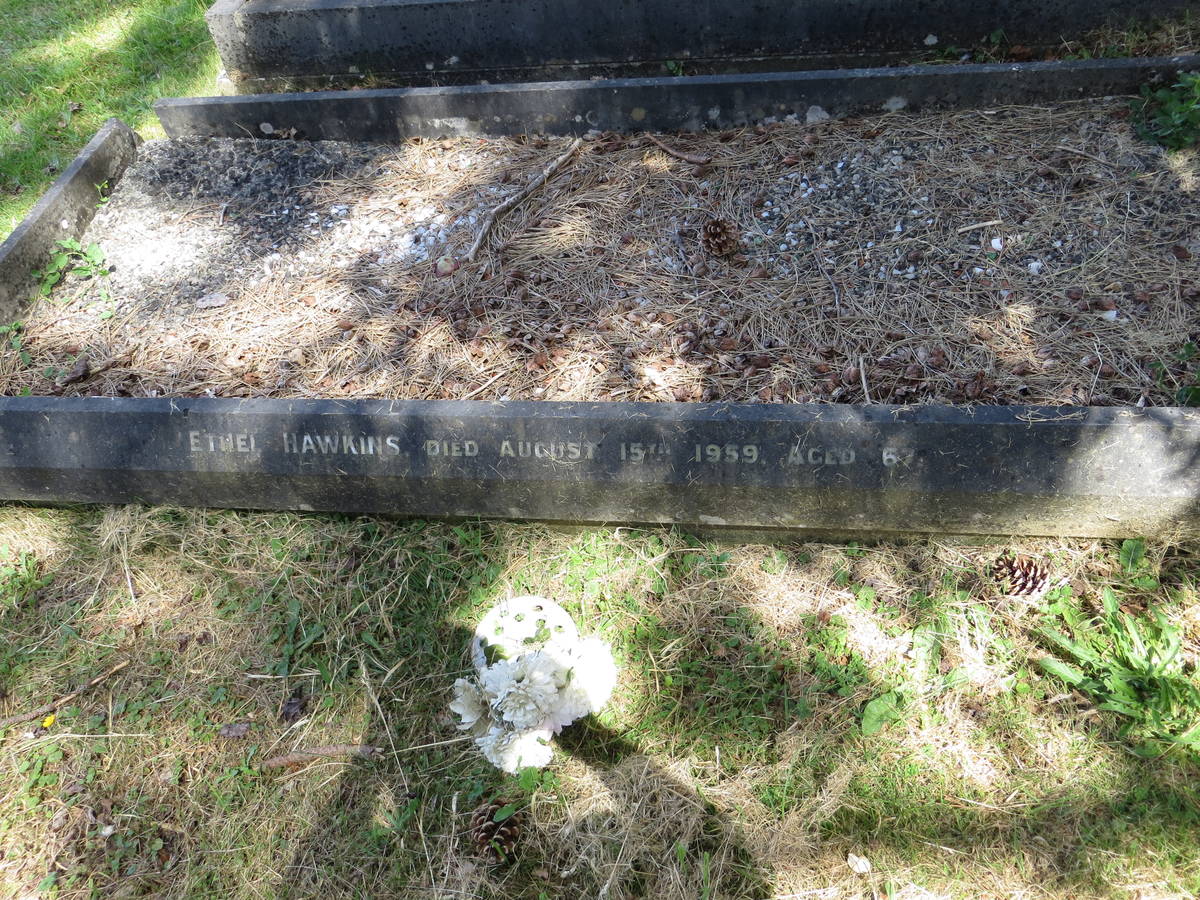 ETHEL HAWKINS, DIED AUGUST 15TH 1959, AGED